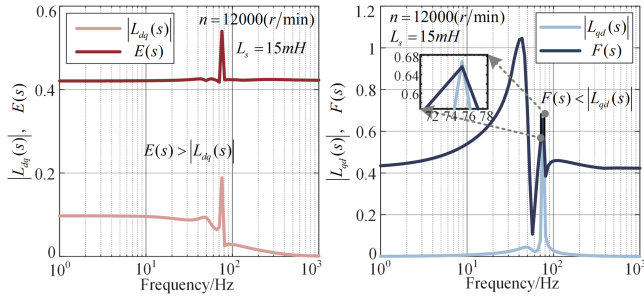 n = 12000(r/min)
|L_dq(s)|
E(s)
L_s = 15mH
E(s) > |L_dq(s)|
|L_dq(s)|, E(s)
0.4
0.2
0
10^0
10^1
10^2
10^3
Frequency/Hz
n = 12000(r/min)
L_s = 15mH
|L_qd(s)|
F(s)
0.68
0.64
0.6
72 74 76 78
F(s) < |L_qd(s)|
|L_qd(s)|, F(s)
1.2
1
0.8
0.6
0.4
0.2
0
10^0
10^1
10^2
10^3
Frequency/Hz